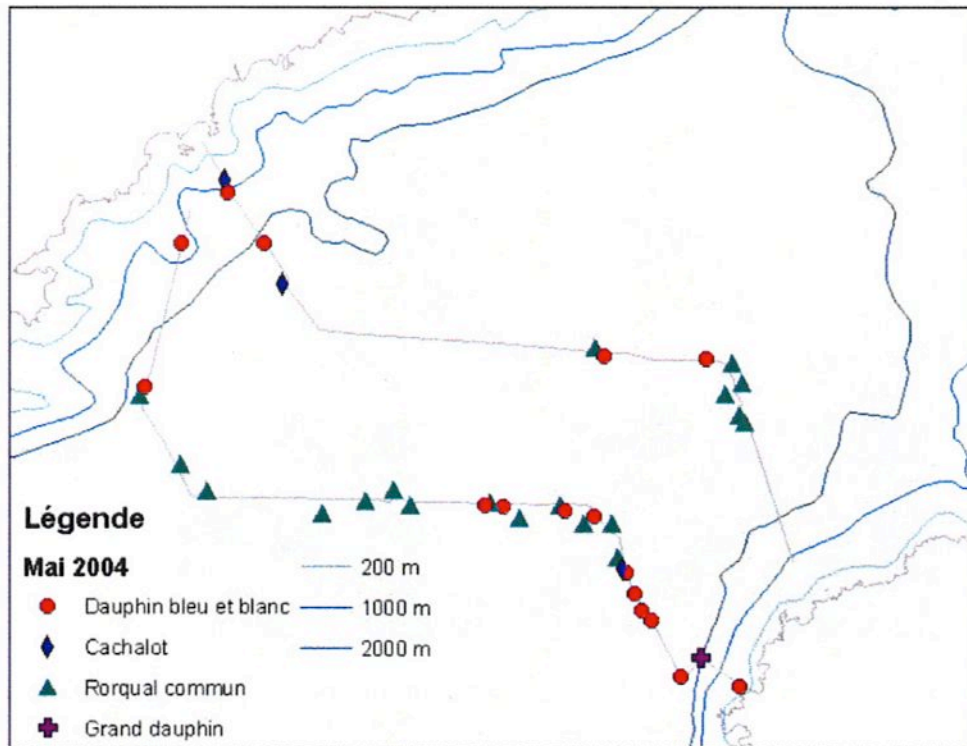 Légende
Mai 2004
Dauphin bleu et blanc
Cachalot
Rorqual commun
Grand dauphin
200 m
1000 m
2000 m